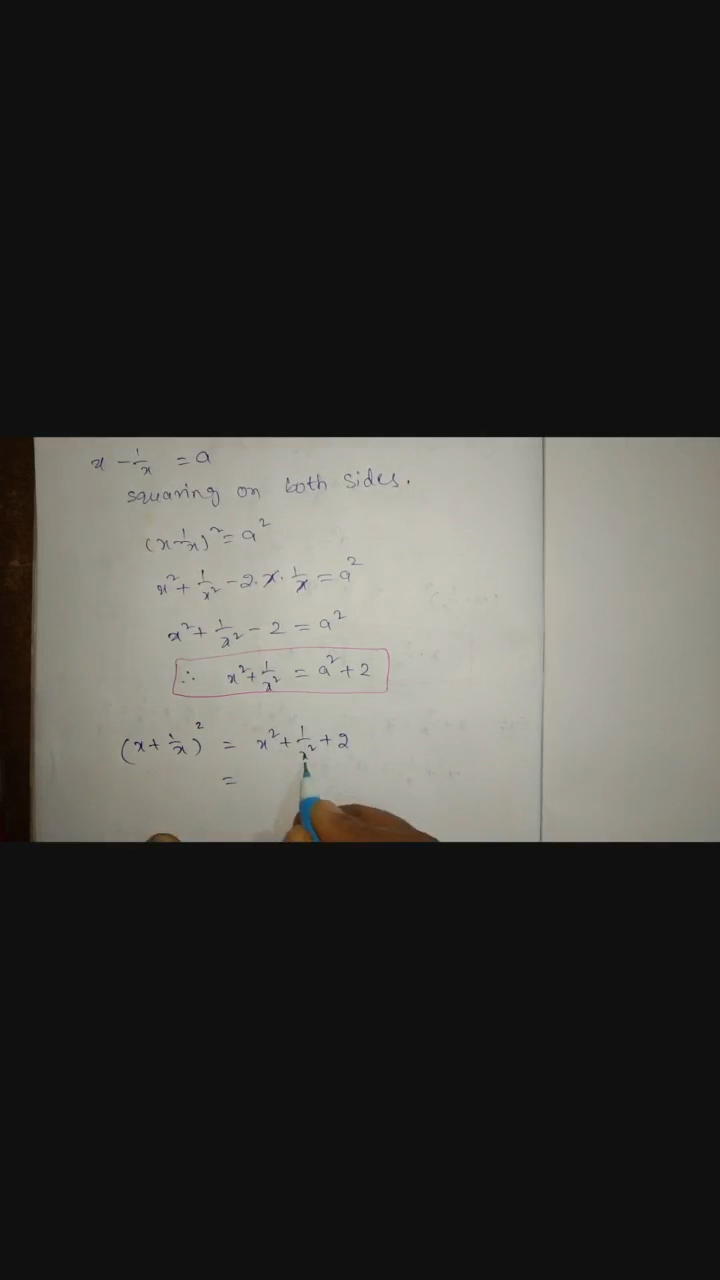 x - 1/x = a
squaring on both sides.
(x - 1/x)² = a²
x² + 1/x² - 2.x.1/x = a²
x² + 1/x² - 2 = a²
∴ x² + 1/x² = a² + 2
(x + 1/x)² = x² + 1/x² + 2
=